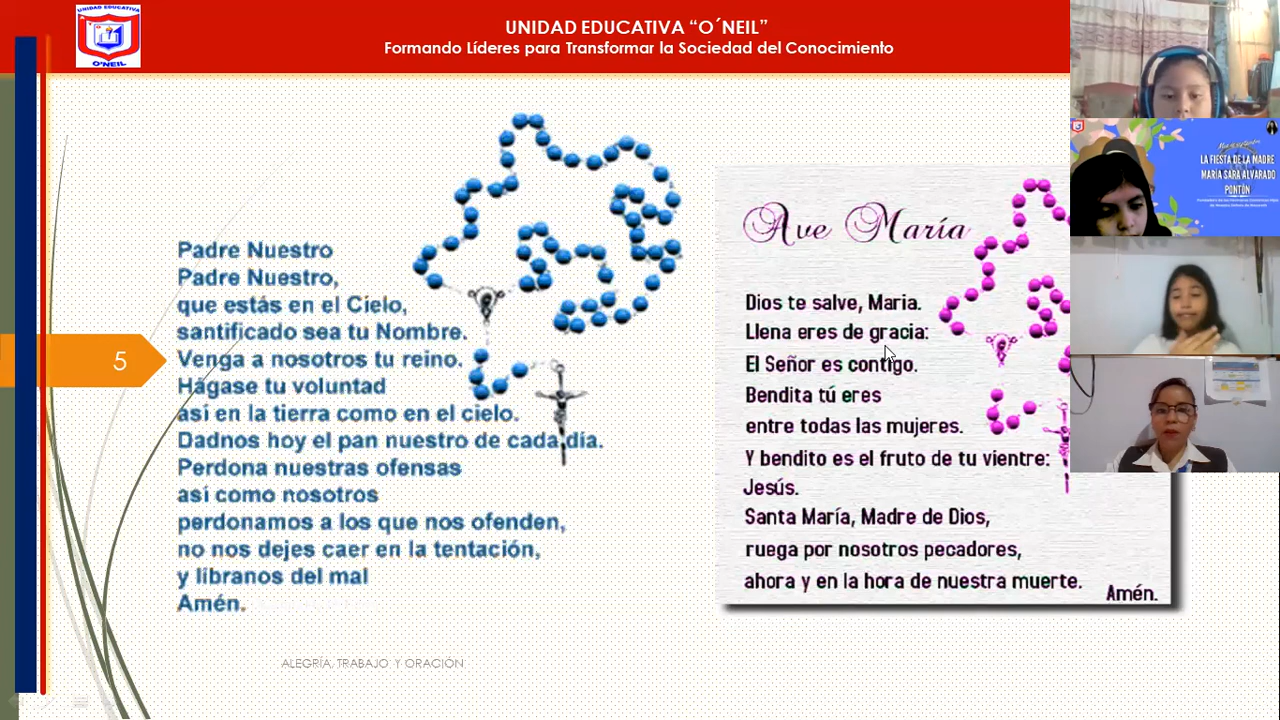 UNIDAD EDUCATIVA “O´NEIL”
Formando Líderes para Transformar la Sociedad del Conocimiento
O'NEIL
Padre Nuestro
Padre Nuestro,
que estás en el Cielo,
santificado sea tu Nombre.
Venga a nosotros tu reino.
Hágase tu voluntad
así en la tierra como en el cielo.
Dadnos hoy el pan nuestro de cada día.
Perdona nuestras ofensas
así como nosotros
perdonamos a los que nos ofenden,
no nos dejes caer en la tentación,
y líbranos del mal
Amén.
5
Ave María
Dios te salve, Maria.
Llena eres de gracia:
El Señor es contigo.
Bendita tú eres
entre todas las mujeres.
Y bendito es el fruto de tu vientre:
Jesús.
Santa María, Madre de Dios,
ruega por nosotros pecadores,
ahora y en la hora de nuestra muerte.
Amén.
ALEGRÍA, TRABAJO Y ORACIÓN
LA FIESTA DE LA MADRE
MARÍA SARA ALVARADO
PONTÓN